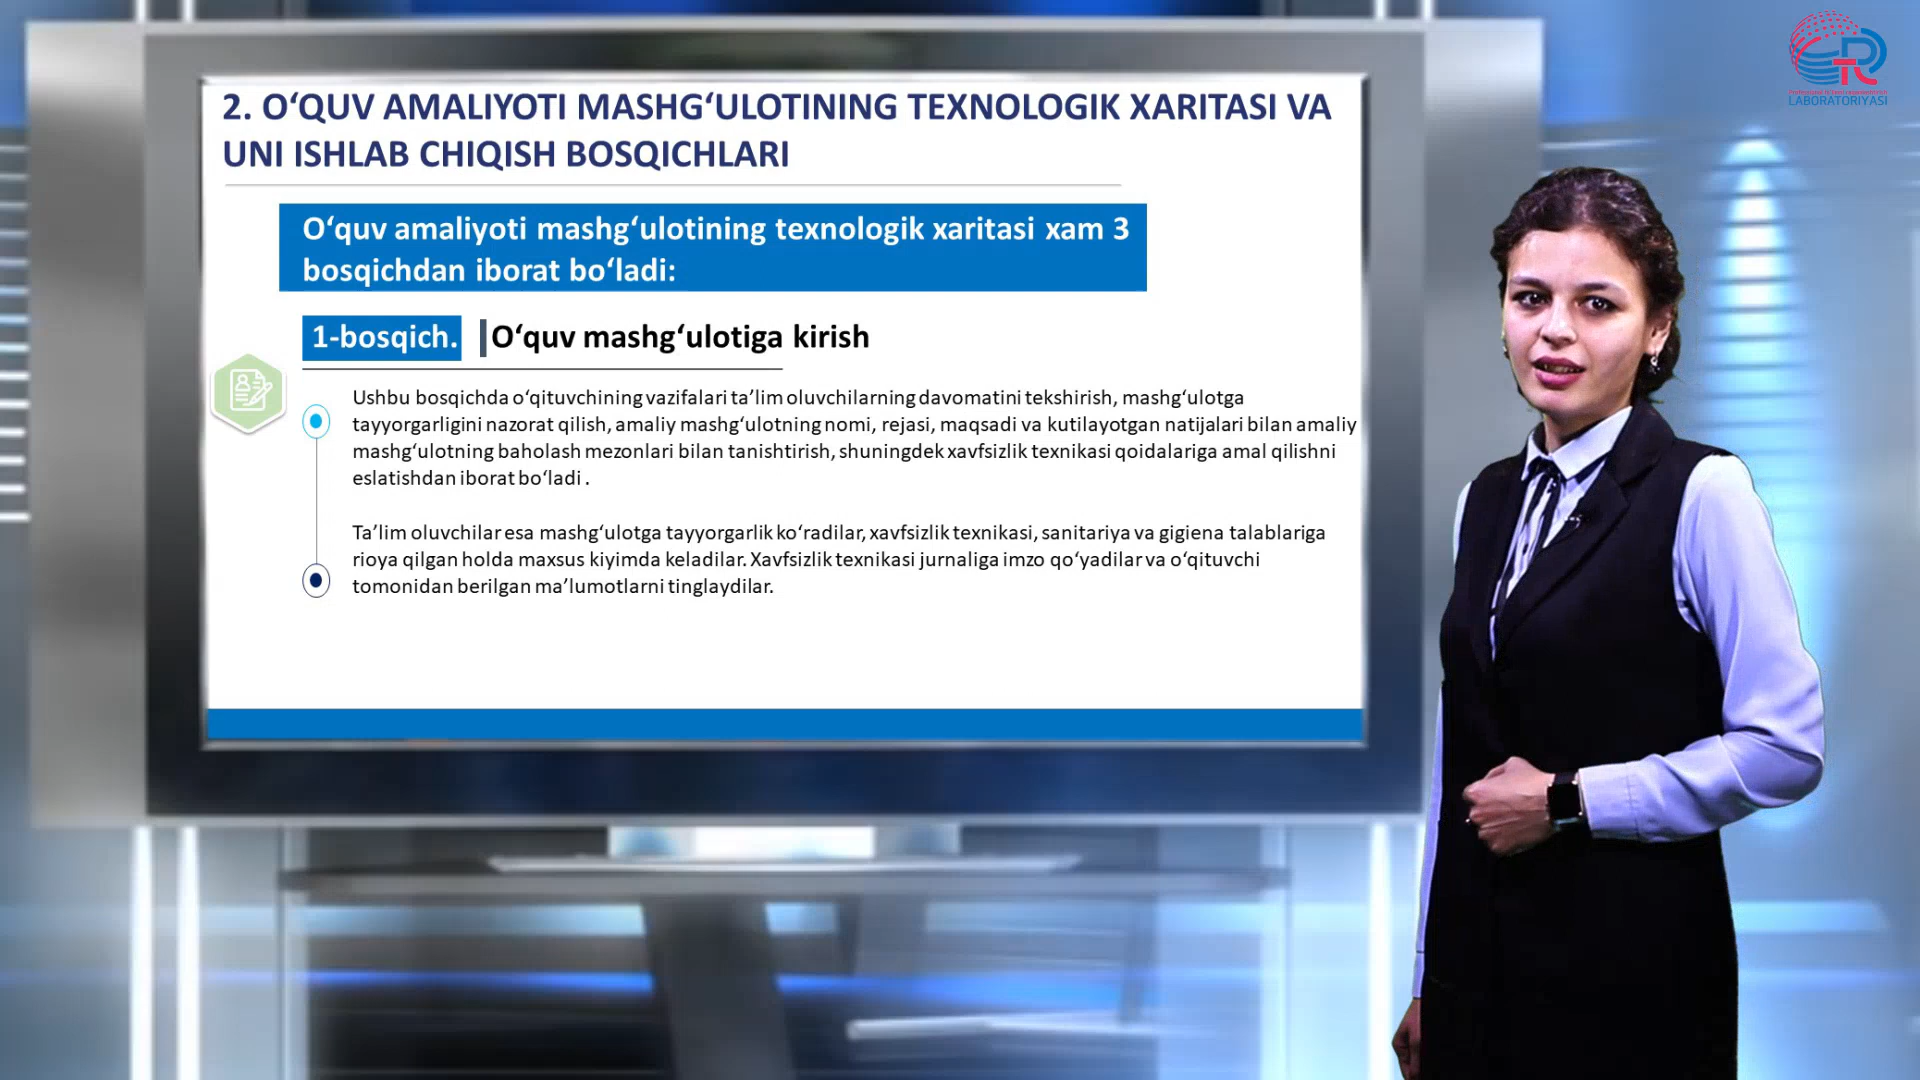 2. O‘QUV AMALIYOTI MASHG‘ULOTINING TEXNOLOGIK XARITASI VA
UNI ISHLAB CHIQISH BOSQICHLARI
O‘quv amaliyoti mashg‘ulotining texnologik xaritasi xam 3
bosqichdan iborat bo‘ladi:
1-bosqich. O‘quv mashg‘ulotiga kirish
Ushbu bosqichda o‘qituvchining vazifalari ta’lim oluvchilarning davomatini tekshirish, mashg‘ulotga
tayyorgarligini nazorat qilish, amaliy mashg‘ulotning nomi, rejasi, maqsadi va kutilayotgan natijalari bilan amaliy
mashg‘ulotning baholash mezonlari bilan tanishtirish, shuningdek xavfsizlik texnikasi qoidalariga amal qilishni
eslatishdan iborat bo‘ladi .
Ta’lim oluvchilar esa mashg‘ulotga tayyorgarlik ko‘radilar, xavfsizlik texnikasi, sanitariya va gigiena talablariga
rioya qilgan holda maxsus kiyimda keladilar. Xavfsizlik texnikasi jurnaliga imzo qo‘yadilar va o‘qituvchi
tomonidan berilgan ma’lumotlarni tinglaydilar.
LABORATORIYASI